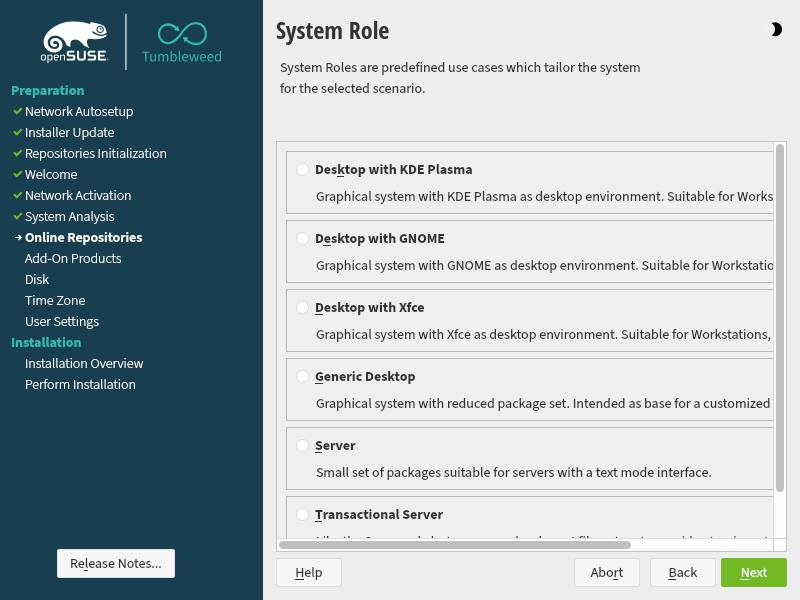 openSUSE
Tumbleweed
Preparation
Network Autosetup
Installer Update
Repositories Initialization
Welcome
Network Activation
System Analysis
Online Repositories
Add-On Products
Disk
Time Zone
User Settings
Installation
Installation Overview
Perform Installation
Release Notes...
System Role
System Roles are predefined use cases which tailor the system
for the selected scenario.
Desktop with KDE Plasma
Graphical system with KDE Plasma as desktop environment. Suitable for Works
Desktop with GNOME
Graphical system with GNOME as desktop environment. Suitable for Workstatio
Desktop with Xfce
Graphical system with Xfce as desktop environment. Suitable for Workstations,
Generic Desktop
Graphical system with reduced package set. Intended as base for a customized
Server
Small set of packages suitable for servers with a text mode interface.
Transactional Server
Help
Abort
Back
Next